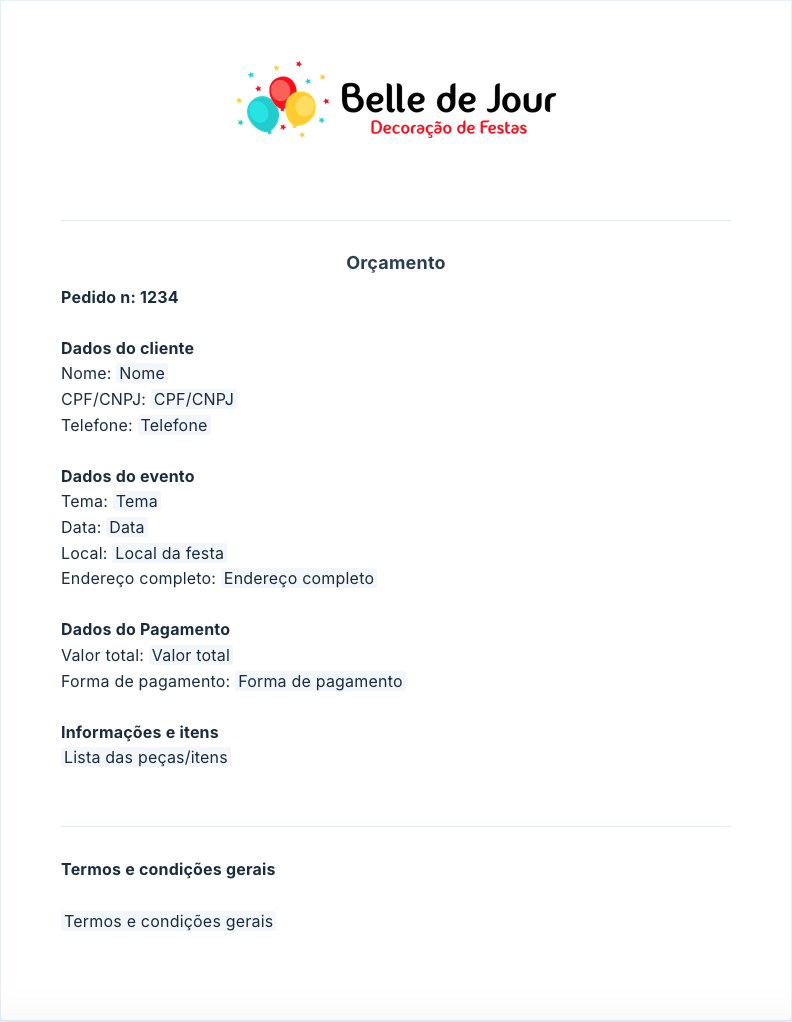 Belle de Jour
Decoração de Festas
Orçamento
Pedido n: 1234
Dados do cliente
Nome: Nome
CPF/CNPJ: CPF/CNPJ
Telefone: Telefone
Dados do evento
Tema: Tema
Data: Data
Local: Local da festa
Endereço completo: Endereço completo
Dados do Pagamento
Valor total: Valor total
Forma de pagamento: Forma de pagamento
Informações e itens
Lista das peças/itens
Termos e condições gerais
Termos e condições gerais